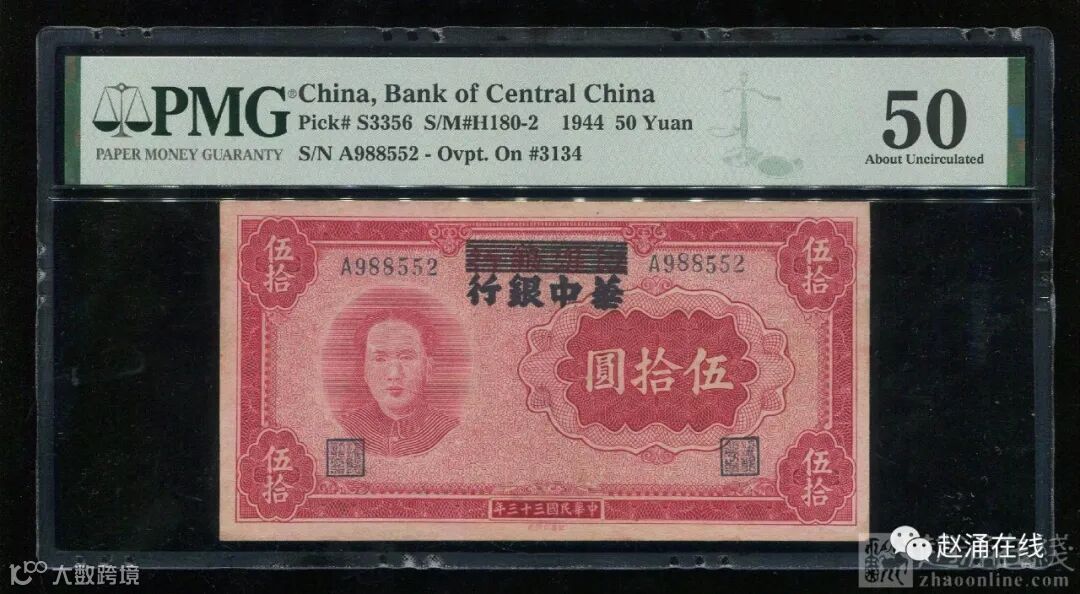 PMG
PAPER MONEY GUARANTY
China, Bank of Central China
Pick# S3356 S/M#H180-2 1944 50 Yuan
S/N A988552 - Ovpt. On #3134
50
About Uncirculated
伍拾
伍拾
A988552
A988552
行銀中華
圓拾伍
伍拾
伍拾
年三十三國民華中
大数跨境
赵涌在线
zhaoonline.com